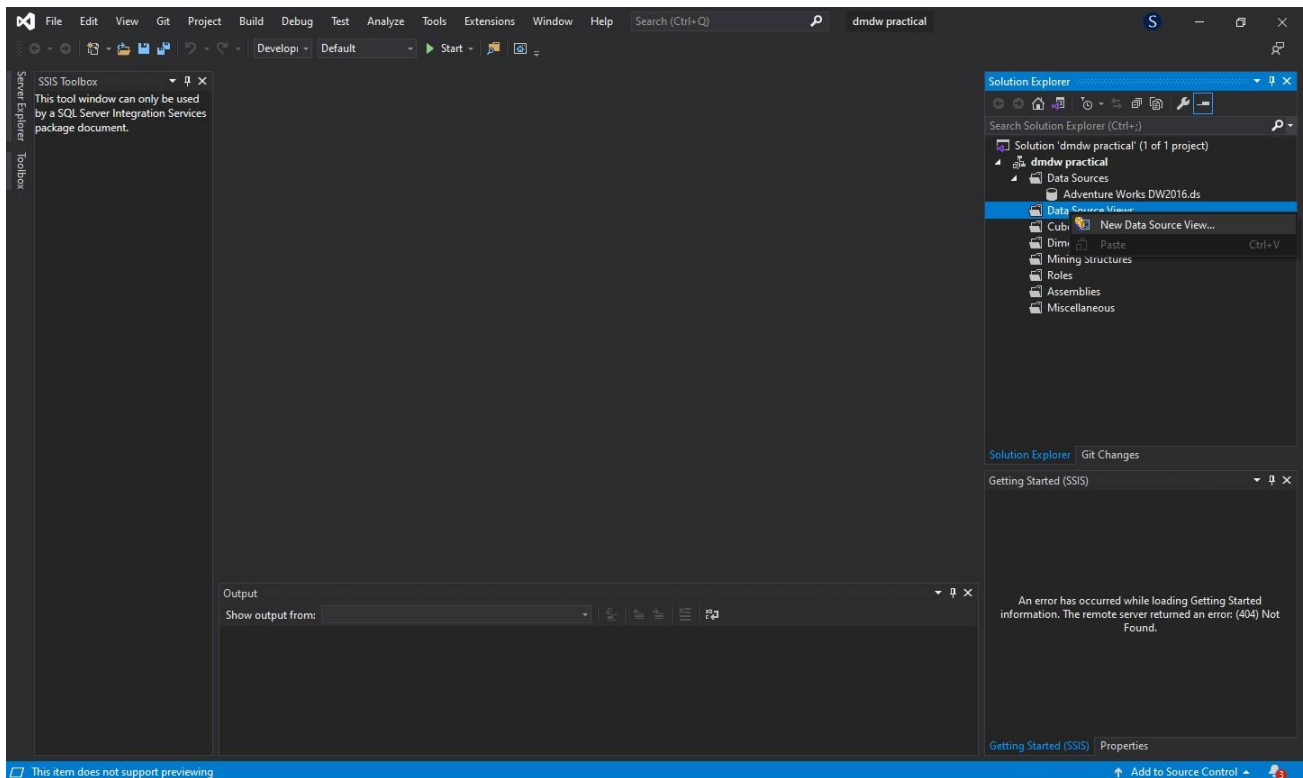 File Edit View Git Project Build Debug Test Analyze Tools Extensions Window Help Search (Ctrl+Q) dmdw practical S
Default Start
Server Explorer
Toolbox
SSIS Toolbox
This tool window can only be used
by a SQL Server Integration Services
package document.
Solution Explorer
Search Solution Explorer (Ctrl+;)
Solution 'dmdw practical' (1 of 1 project)
dmdw practical
Data Sources
Adventure Works DW2016.ds
Data Source Views
New Data Source View...
Paste Ctrl+V
Mining Structures
Roles
Assemblies
Miscellaneous
Solution Explorer Git Changes
Getting Started (SSIS)
An error has occurred while loading Getting Started
information. The remote server returned an error: (404) Not
Found.
Getting Started (SSIS) Properties
Output
Show output from:
This item does not support previewing
Add to Source Control
3